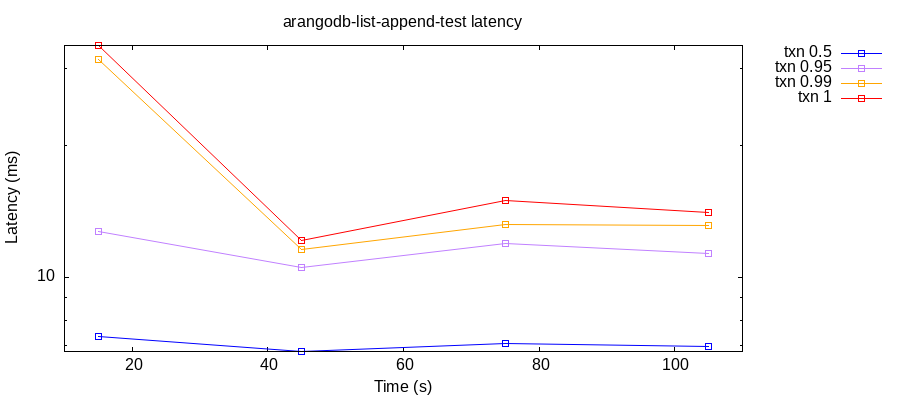 arangodb-list-append-test latency
txn 0.5
txn 0.95
txn 0.99
txn 1
Latency (ms)
10
20 40 60 80 100
Time (s)